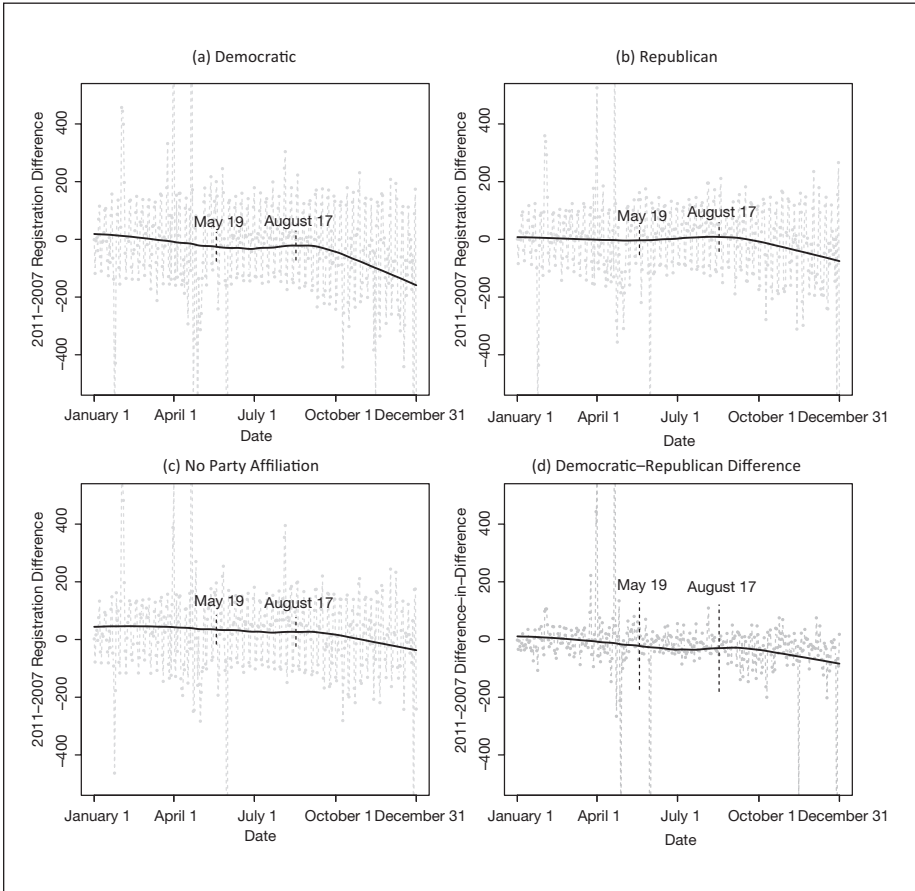 (a) Democratic
2011–2007 Registration Difference
400
200
0
−200
−400
May 19
August 17
January 1
April 1
July 1
October 1
December 31
Date
(b) Republican
2011–2007 Registration Difference
400
200
0
−200
−400
May 19
August 17
January 1
April 1
July 1
October 1
December 31
Date
(c) No Party Affiliation
2011–2007 Registration Difference
400
200
0
−200
−400
May 19
August 17
January 1
April 1
July 1
October 1
December 31
Date
(d) Democratic–Republican Difference
2011–2007 Difference–in–Difference
400
200
0
−200
−400
May 19
August 17
January 1
April 1
July 1
October 1
December 31
Date